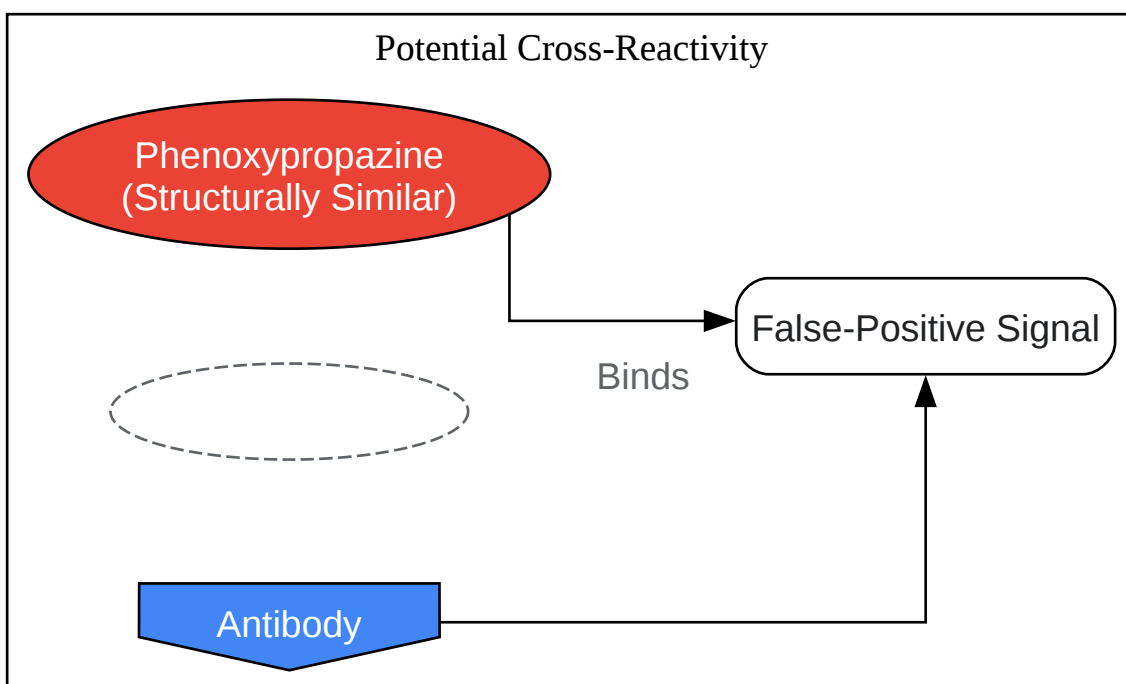 Potential Cross-Reactivity
Phenoxypropazine
(Structurally Similar)
False-Positive Signal
Binds
Antibody